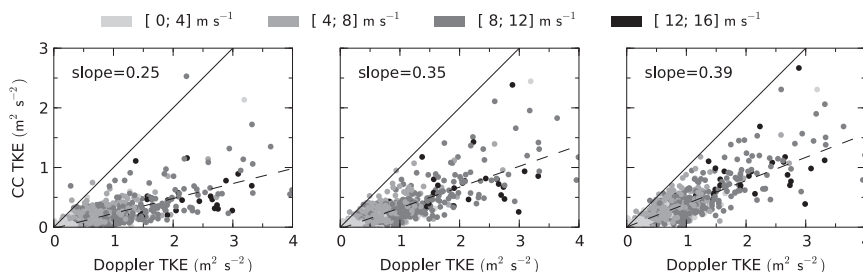 [ 0; 4] m s⁻¹ [ 4; 8] m s⁻¹ [ 8; 12] m s⁻¹ [ 12; 16] m s⁻¹
CC TKE (m² s⁻²)
3
2
1
0
slope=0.25
0 1 2 3 4
Doppler TKE (m² s⁻²)
slope=0.35
0 1 2 3 4
Doppler TKE (m² s⁻²)
slope=0.39
0 1 2 3 4
Doppler TKE (m² s⁻²)